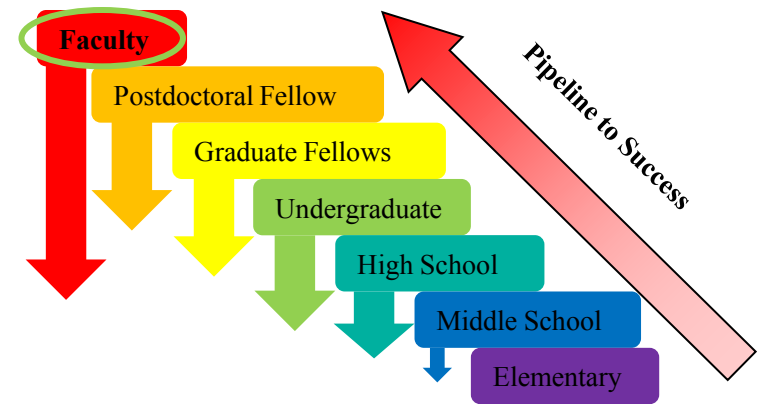 Faculty
Postdoctoral Fellow
Graduate Fellows
Undergraduate
High School
Middle School
Elementary
Pipeline to Success